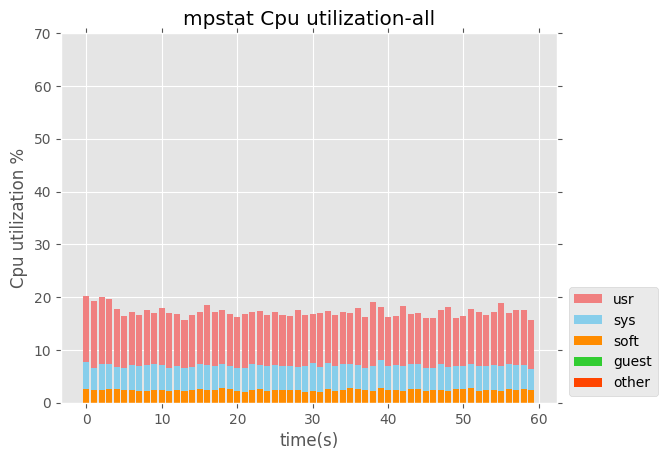 mpstat Cpu utilization-all
Cpu utilization %
70
60
50
40
30
20
10
0
0 10 20 30 40 50 60
time(s)
usr
sys
soft
guest
other